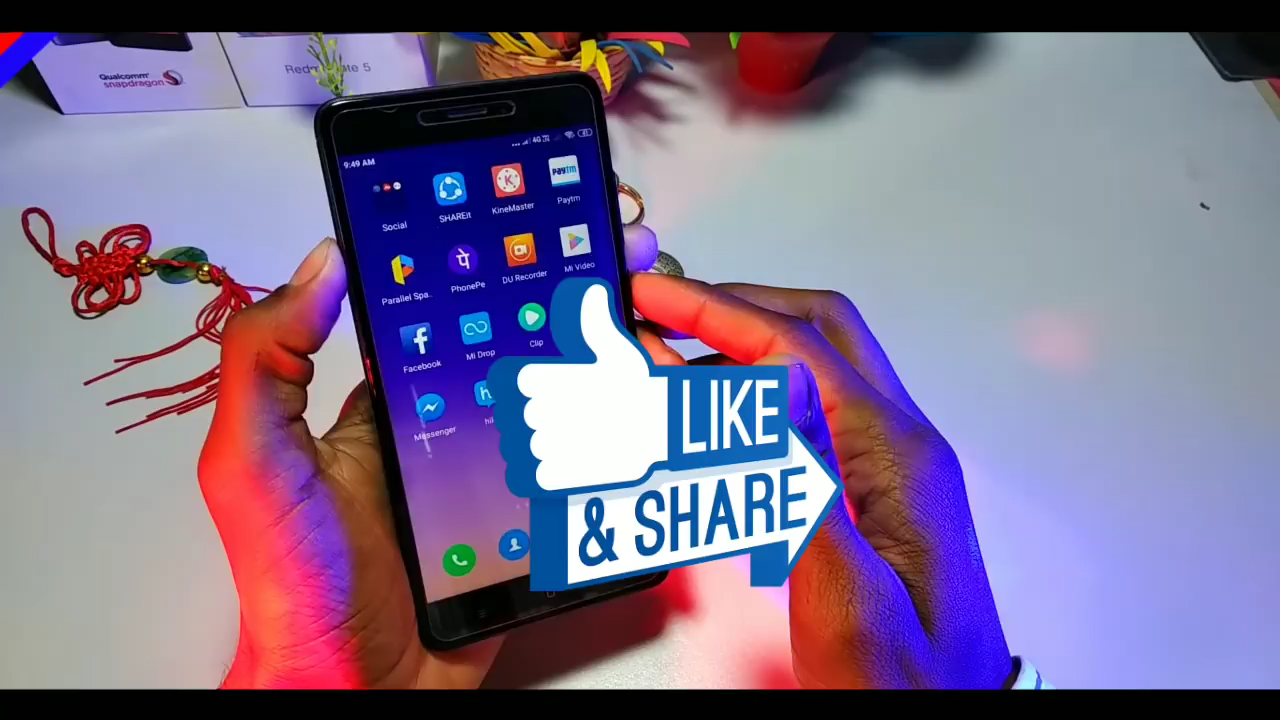 Qualcomm
snapdragon
Redmi Note 5
9:49 AM
4G
Social
SHAREit
KineMaster
Paytm
paytm
Parallel Spa..
PhonePe
DU Recorder
Mi Video
Facebook
Mi Drop
Clip
Messenger
LIKE
& SHARE